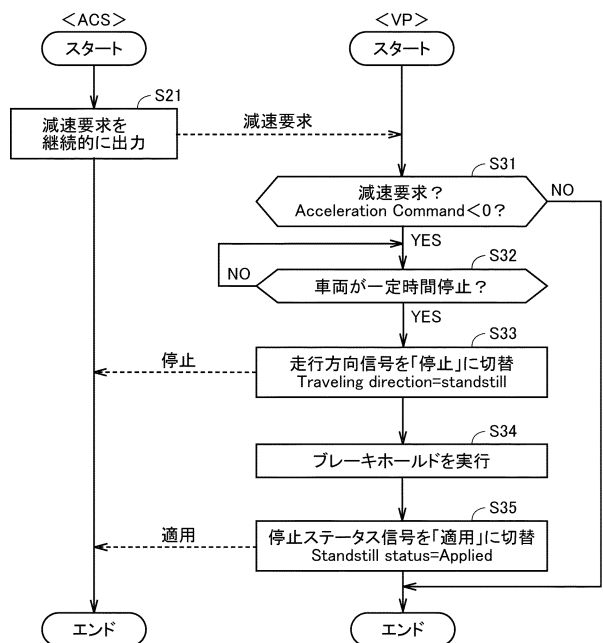 <ACS>
<VP>
スタート
スタート
S21
減速要求を
継続的に出力
減速要求
S31
減速要求？
Acceleration Command＜0？
NO
YES
S32
NO
車両が一定時間停止？
YES
S33
停止
走行方向信号を「停止」に切替
Traveling direction=standstill
S34
ブレーキホールドを実行
S35
適用
停止ステータス信号を「適用」に切替
Standstill status=Applied
エンド
エンド